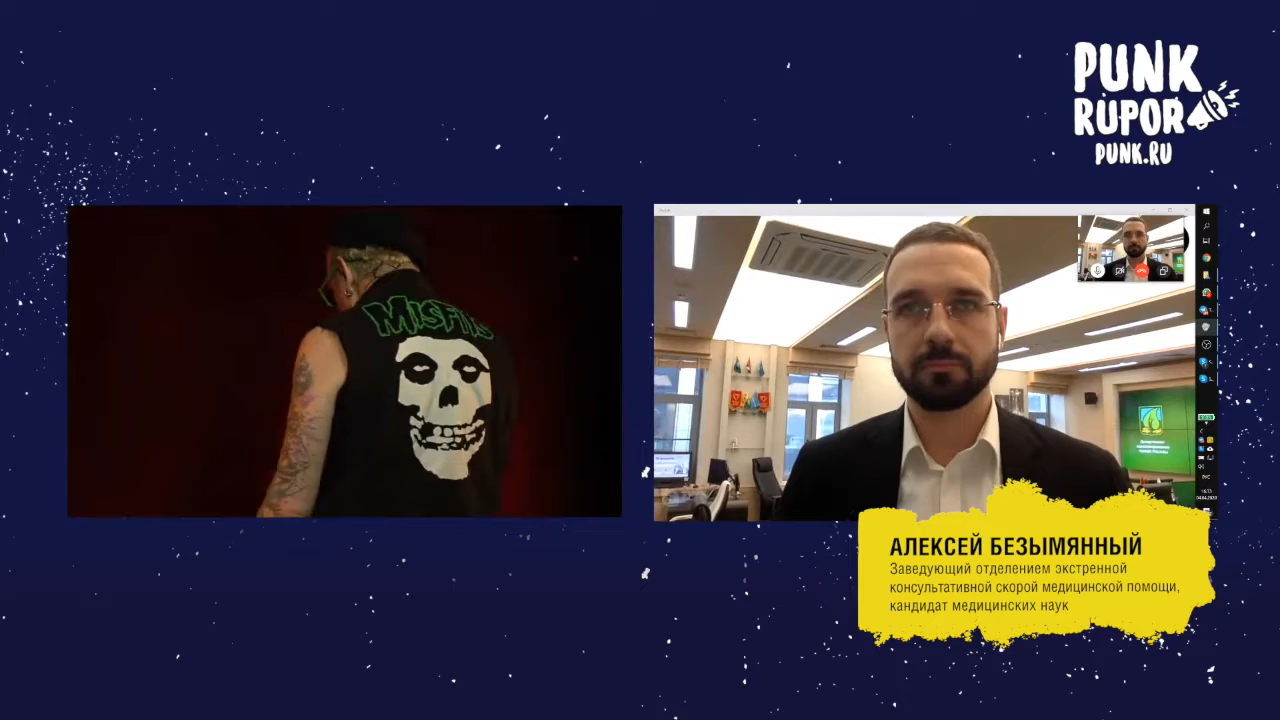 PUNK
RUPOR
PUNK.RU
MISFITS
АЛЕКСЕЙ БЕЗЫМЯННЫЙ
Заведующий отделением экстренной
консультативной скорой медицинской помощи,
кандидат медицинских наук